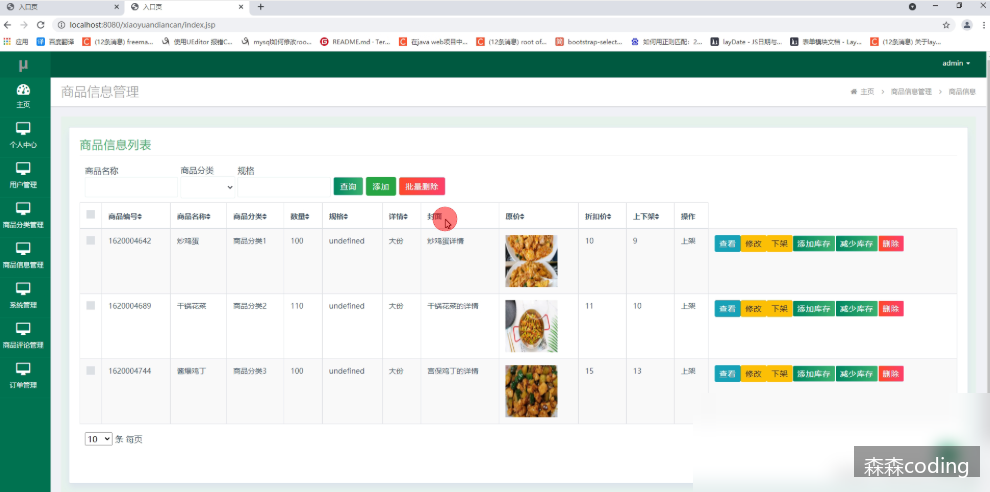 入口页
入口页
localhost:8080/xiaoyuandiancan/index.jsp
应用 百度翻译 (12条消息) freema... 使用UEditor 报错C... mysql如何修改roo... README.md · Ter... 在java web项目中... (12条消息) root of... bootstrap-select... 如何用正则匹配：2... layDate - JS日期与... 表单模块文档 - Lay... (12条消息) 关于lay...
μ
admin
主页
个人中心
用户管理
商品分类管理
商品信息管理
系统管理
商品评论管理
订单管理
商品信息管理
主页 > 商品信息管理 > 商品信息
商品信息列表
商品名称 商品分类 规格
查询 添加 批量删除
商品编号 商品名称 商品分类 数量 规格 详情 封面 原价 折扣价 上下架 操作
1620004642 炒鸡蛋 商品分类1 100 undefined 大份 炒鸡蛋详情 10 9 上架 查看 修改 下架 添加库存 减少库存 删除
1620004689 干锅花菜 商品分类2 110 undefined 大份 干锅花菜的详情 11 10 上架 查看 修改 下架 添加库存 减少库存 删除
1620004744 酱爆鸡丁 商品分类3 100 undefined 大份 宫保鸡丁的详情 15 13 上架 查看 修改 下架 添加库存 减少库存 删除
10 条 每页
森森coding